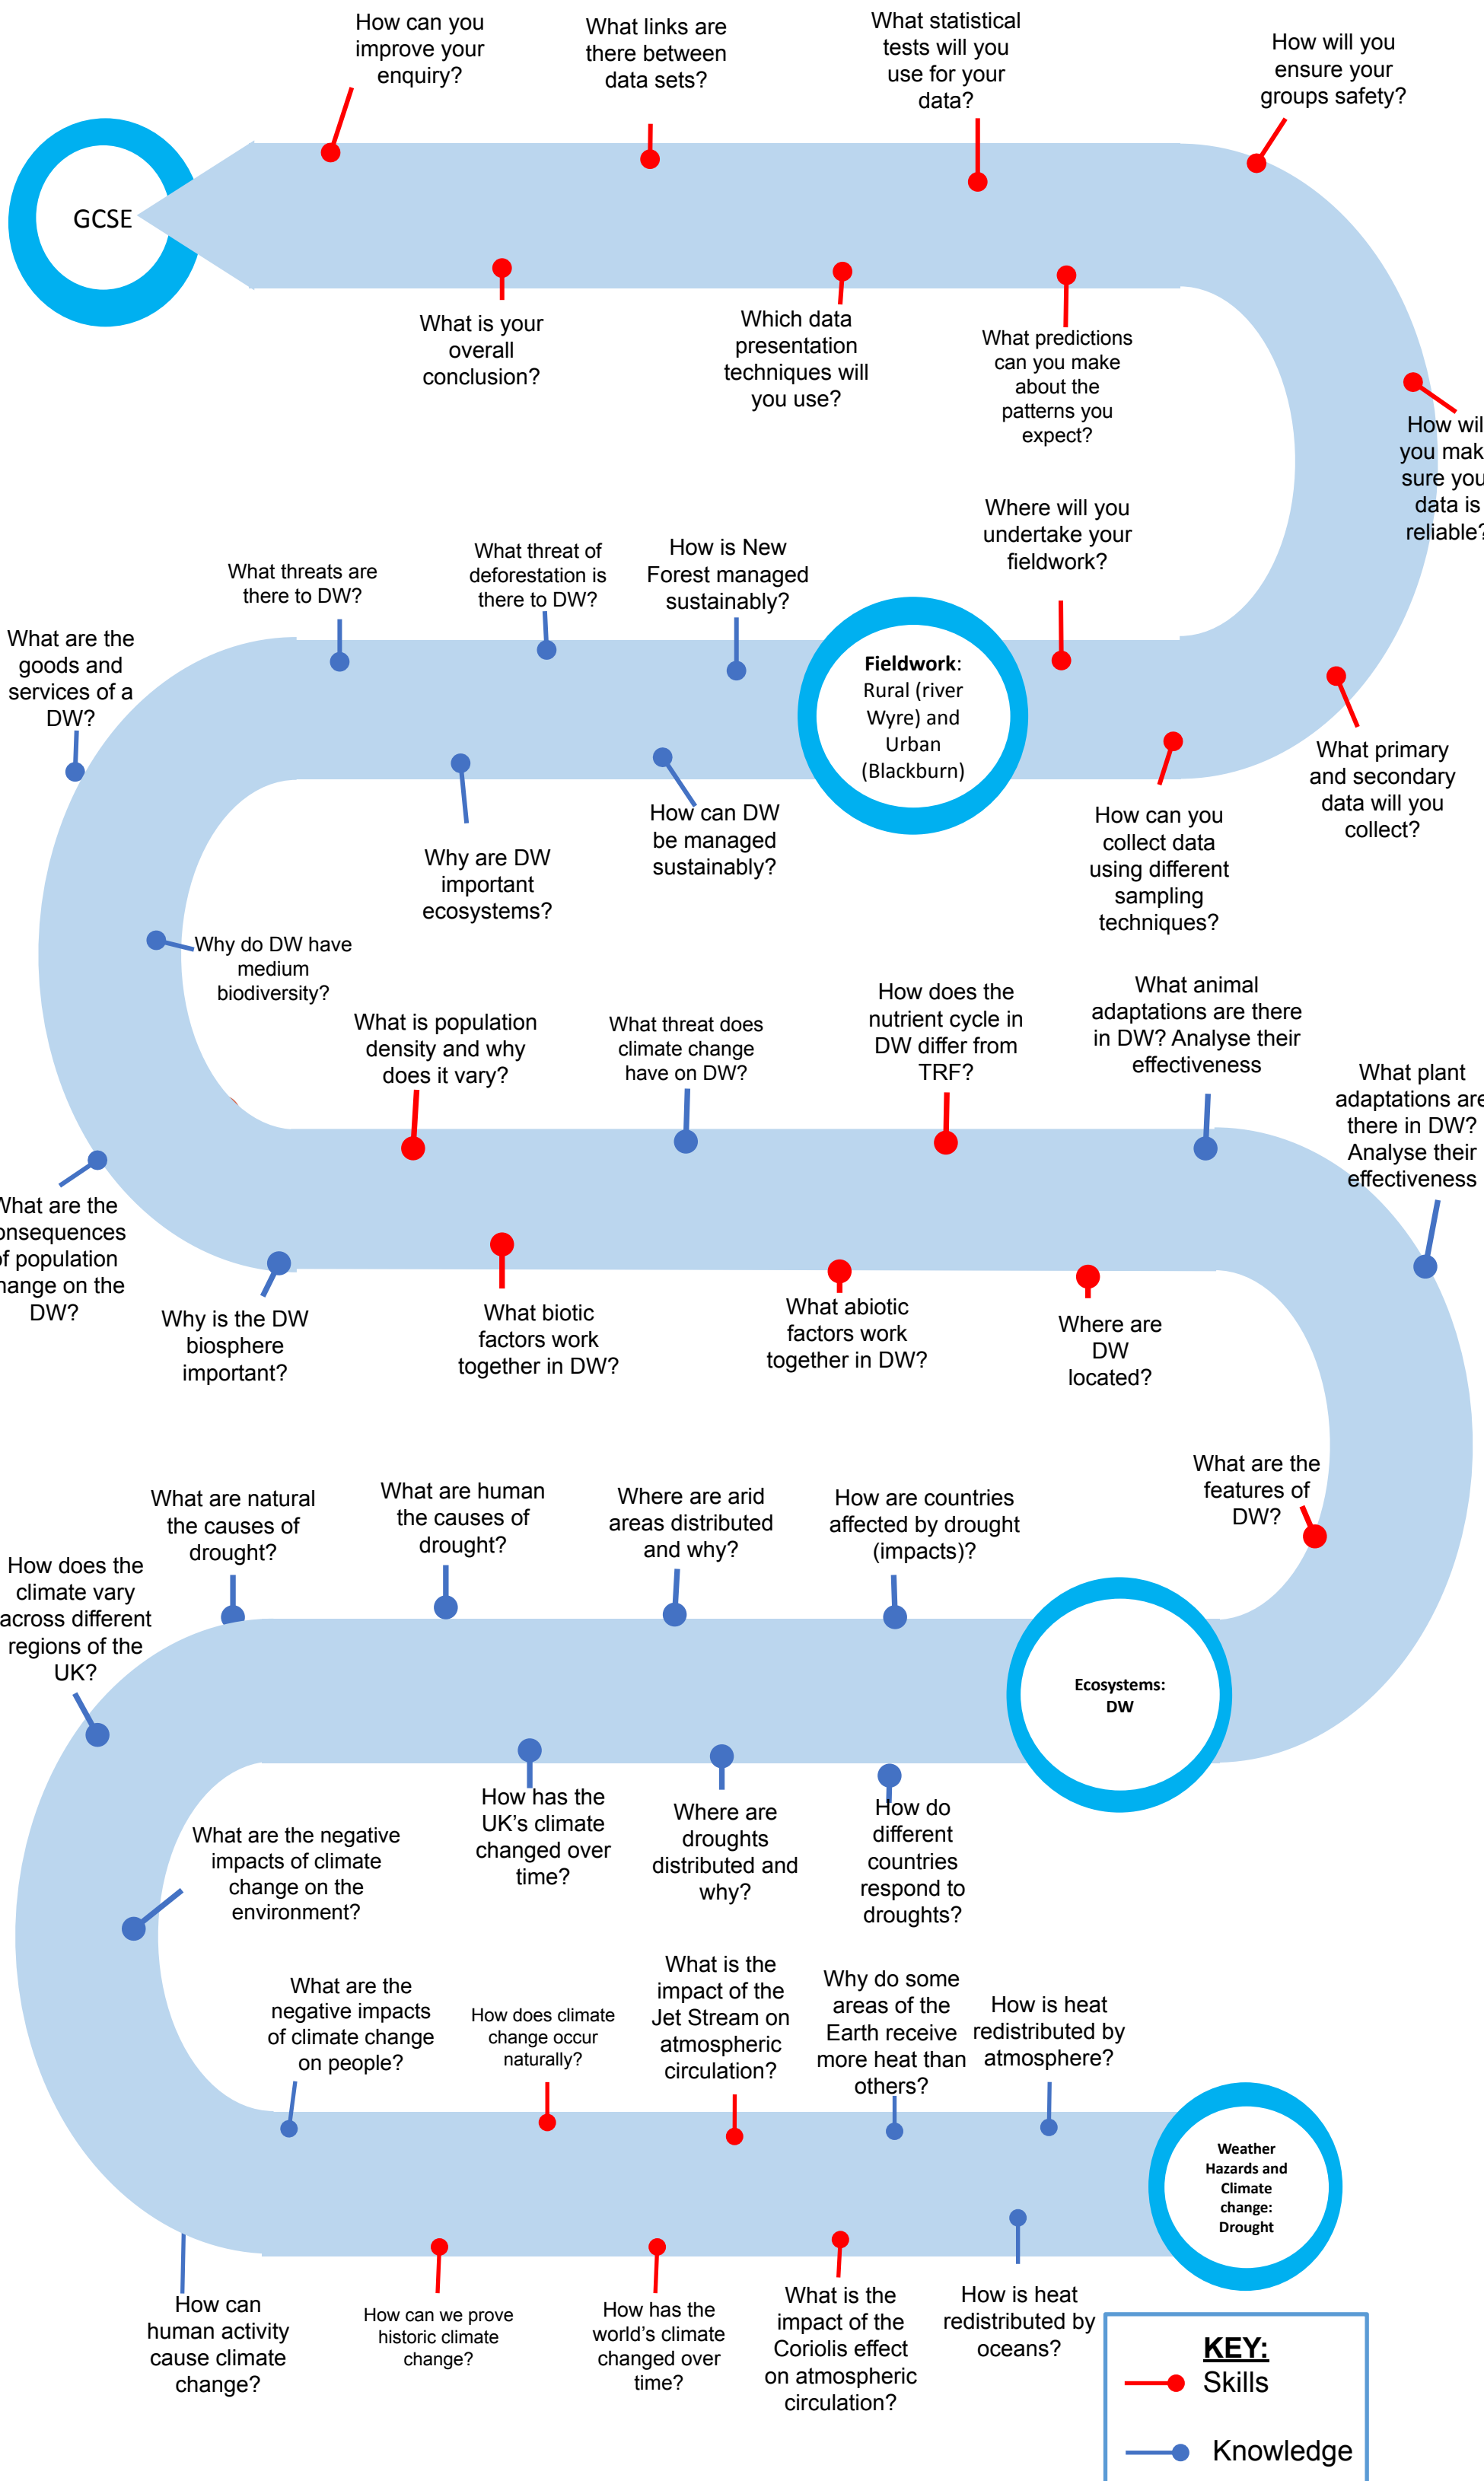 How can you
improve your
enquiry?
What links are
there between
data sets?
What statistical
tests will you
use for your
data?
How will you
ensure your
groups safety?
GCSE
What is your
overall
conclusion?
Which data
presentation
techniques will
you use?
What predictions
can you make
about the
patterns you
expect?
How wil
you mak
sure you
data is
reliable?
Where will you
undertake your
fieldwork?
What threats are
there to DW?
What threat of
deforestation is
there to DW?
How is New
Forest managed
sustainably?
What are the
goods and
services of a
DW?
Fieldwork:
Rural (river
Wyre) and
Urban
(Blackburn)
What primary
and secondary
data will you
collect?
Why are DW
important
ecosystems?
How can DW
be managed
sustainably?
How can you
collect data
using different
sampling
techniques?
Why do DW have
medium
biodiversity?
What is population
density and why
does it vary?
What threat does
climate change
have on DW?
How does the
nutrient cycle in
DW differ from
TRF?
What animal
adaptations are there
in DW? Analyse their
effectiveness
What plant
adaptations are
there in DW?
Analyse their
effectiveness
What are the
onsequences
of population
hange on the
DW?
Why is the DW
biosphere
important?
What biotic
factors work
together in DW?
What abiotic
factors work
together in DW?
Where are
DW
located?
What are the
features of
DW?
What are natural
the causes of
drought?
What are human
the causes of
drought?
Where are arid
areas distributed
and why?
How are countries
affected by drought
(impacts)?
How does the
climate vary
across different
regions of the
UK?
Ecosystems:
DW
What are the negative
impacts of climate
change on the
environment?
How has the
UK's climate
changed over
time?
Where are
droughts
distributed and
why?
How do
different
countries
respond to
droughts?
What are the
negative impacts
of climate change
on people?
How does climate
change occur
naturally?
What is the
impact of the
Jet Stream on
atmospheric
circulation?
Why do some
areas of the
Earth receive
more heat than
others?
How is heat
redistributed by
atmosphere?
Weather
Hazards and
Climate
change:
Drought
How can
human activity
cause climate
change?
How can we prove
historic climate
change?
How has the
world's climate
changed over
time?
What is the
impact of the
Coriolis effect
on atmospheric
circulation?
How is heat
redistributed by
oceans?
KEY:
Skills
Knowledge